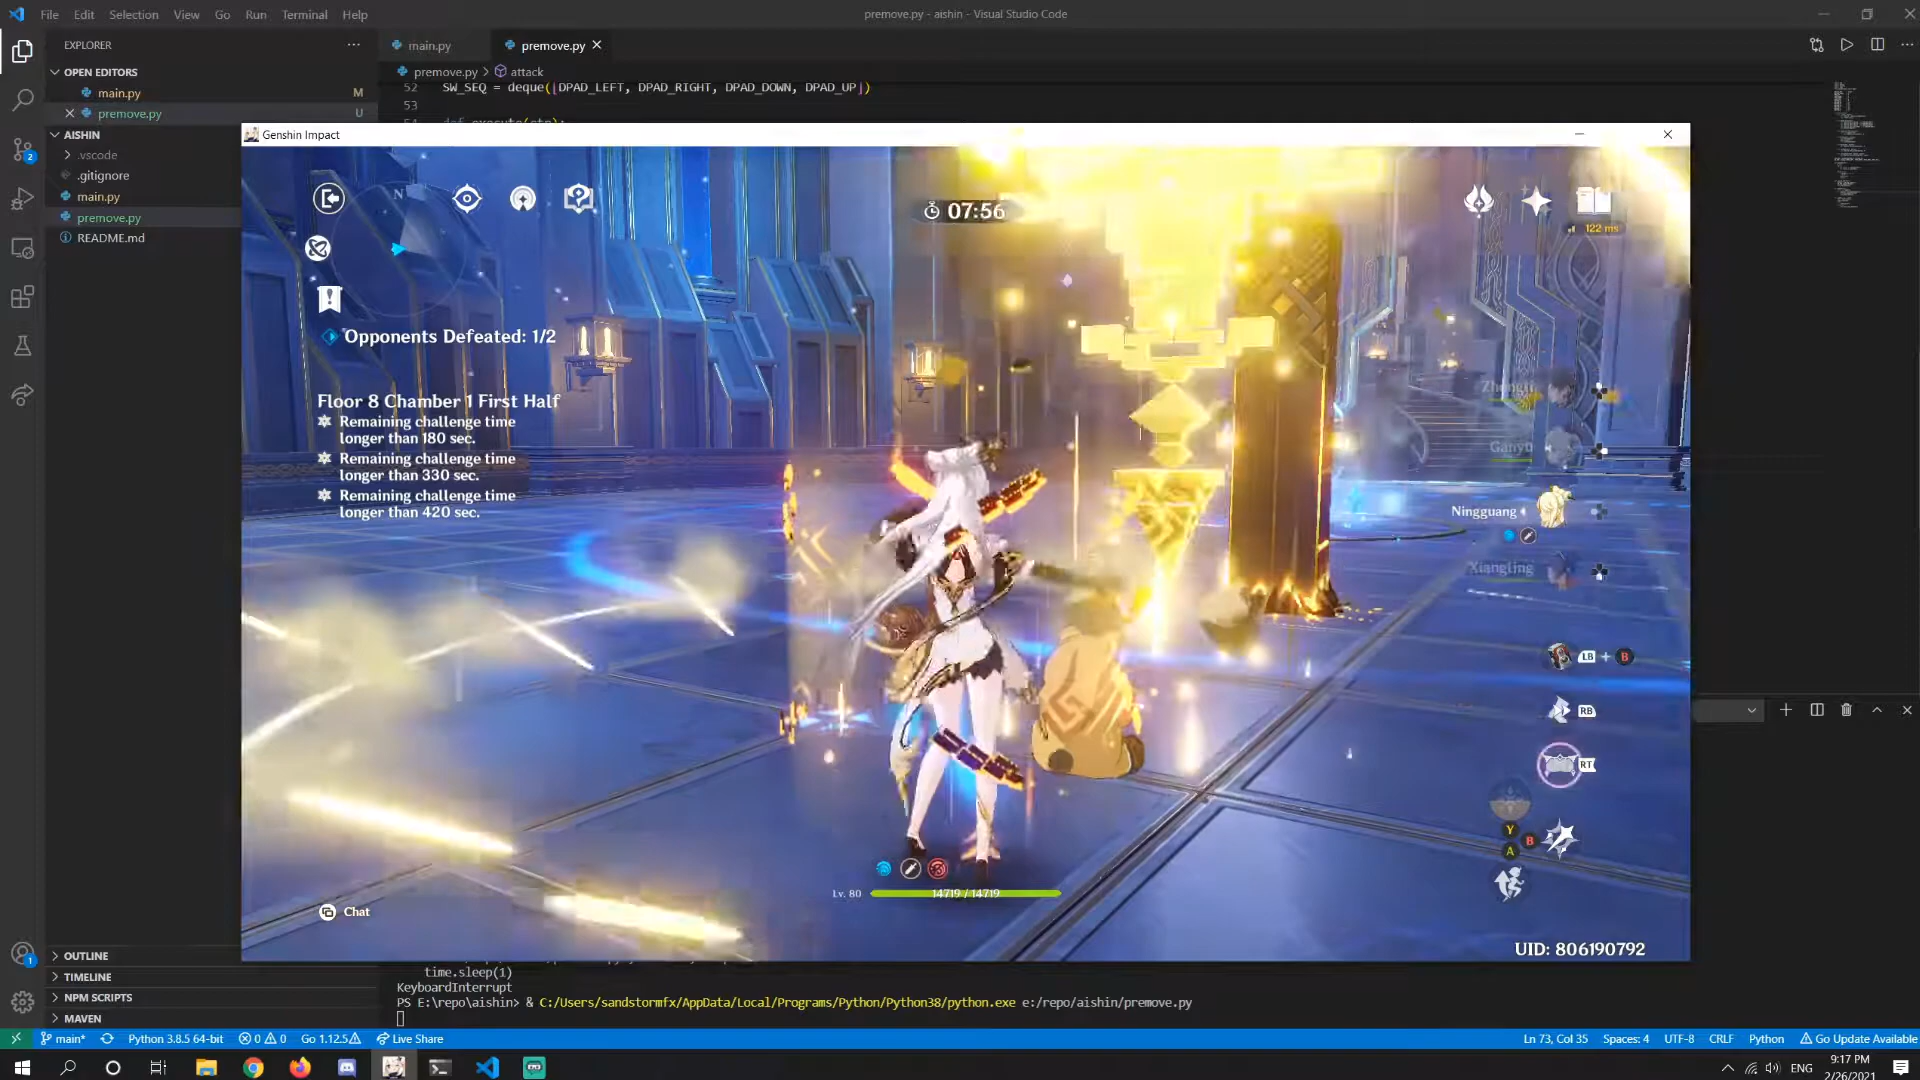 File Edit Selection View Go Run Terminal Help
premove.py - aishin - Visual Studio Code
EXPLORER
OPEN EDITORS
main.py M
premove.py U
AISHIN
.vscode
.gitignore
main.py
premove.py
README.md
2
main.py
premove.py
premove.py > attack
52 SW_SEQ = deque([DPAD_LEFT, DPAD_RIGHT, DPAD_DOWN, DPAD_UP])
53
Genshin Impact
N
07:56
122 ms
Opponents Defeated: 1/2
Floor 8 Chamber 1 First Half
Remaining challenge time
longer than 180 sec.
Remaining challenge time
longer than 330 sec.
Remaining challenge time
longer than 420 sec.
Zhongli
Ganyu
Ningguang
Xiangling
LB + B
RB
RT
Y
B
A
Lv. 80
14719 / 14719
Chat
UID: 806190792
OUTLINE
TIMELINE
NPM SCRIPTS
MAVEN
1
time.sleep(1)
KeyboardInterrupt
PS E:\repo\aishin> & C:/Users/sandstormfx/AppData/Local/Programs/Python/Python38/python.exe e:/repo/aishin/premove.py
main*
Python 3.8.5 64-bit
0 0
Go 1.12.5
Live Share
Ln 73, Col 35
Spaces: 4
UTF-8
CRLF
Python
Go Update Available
ENG
9:17 PM
2/26/2021